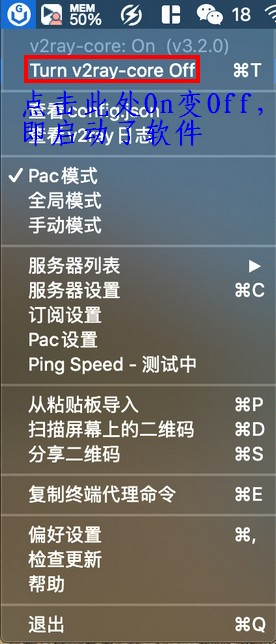 MEM
50%
18
v2ray-core: On (v3.2.0)
Turn v2ray-core Off ⌘T
点击此处On变Off,
即启动了软件
查看 config.json
查看 v2ray 日志
✓ Pac模式
全局模式
手动模式
服务器列表 ▶
服务器设置 ⌘C
订阅设置
Pac设置
Ping Speed - 测试中
从粘贴板导入 ⌘P
扫描屏幕上的二维码 ⌘D
分享二维码 ⌘S
复制终端代理命令 ⌘E
偏好设置 ⌘,
检查更新
帮助
退出 ⌘Q